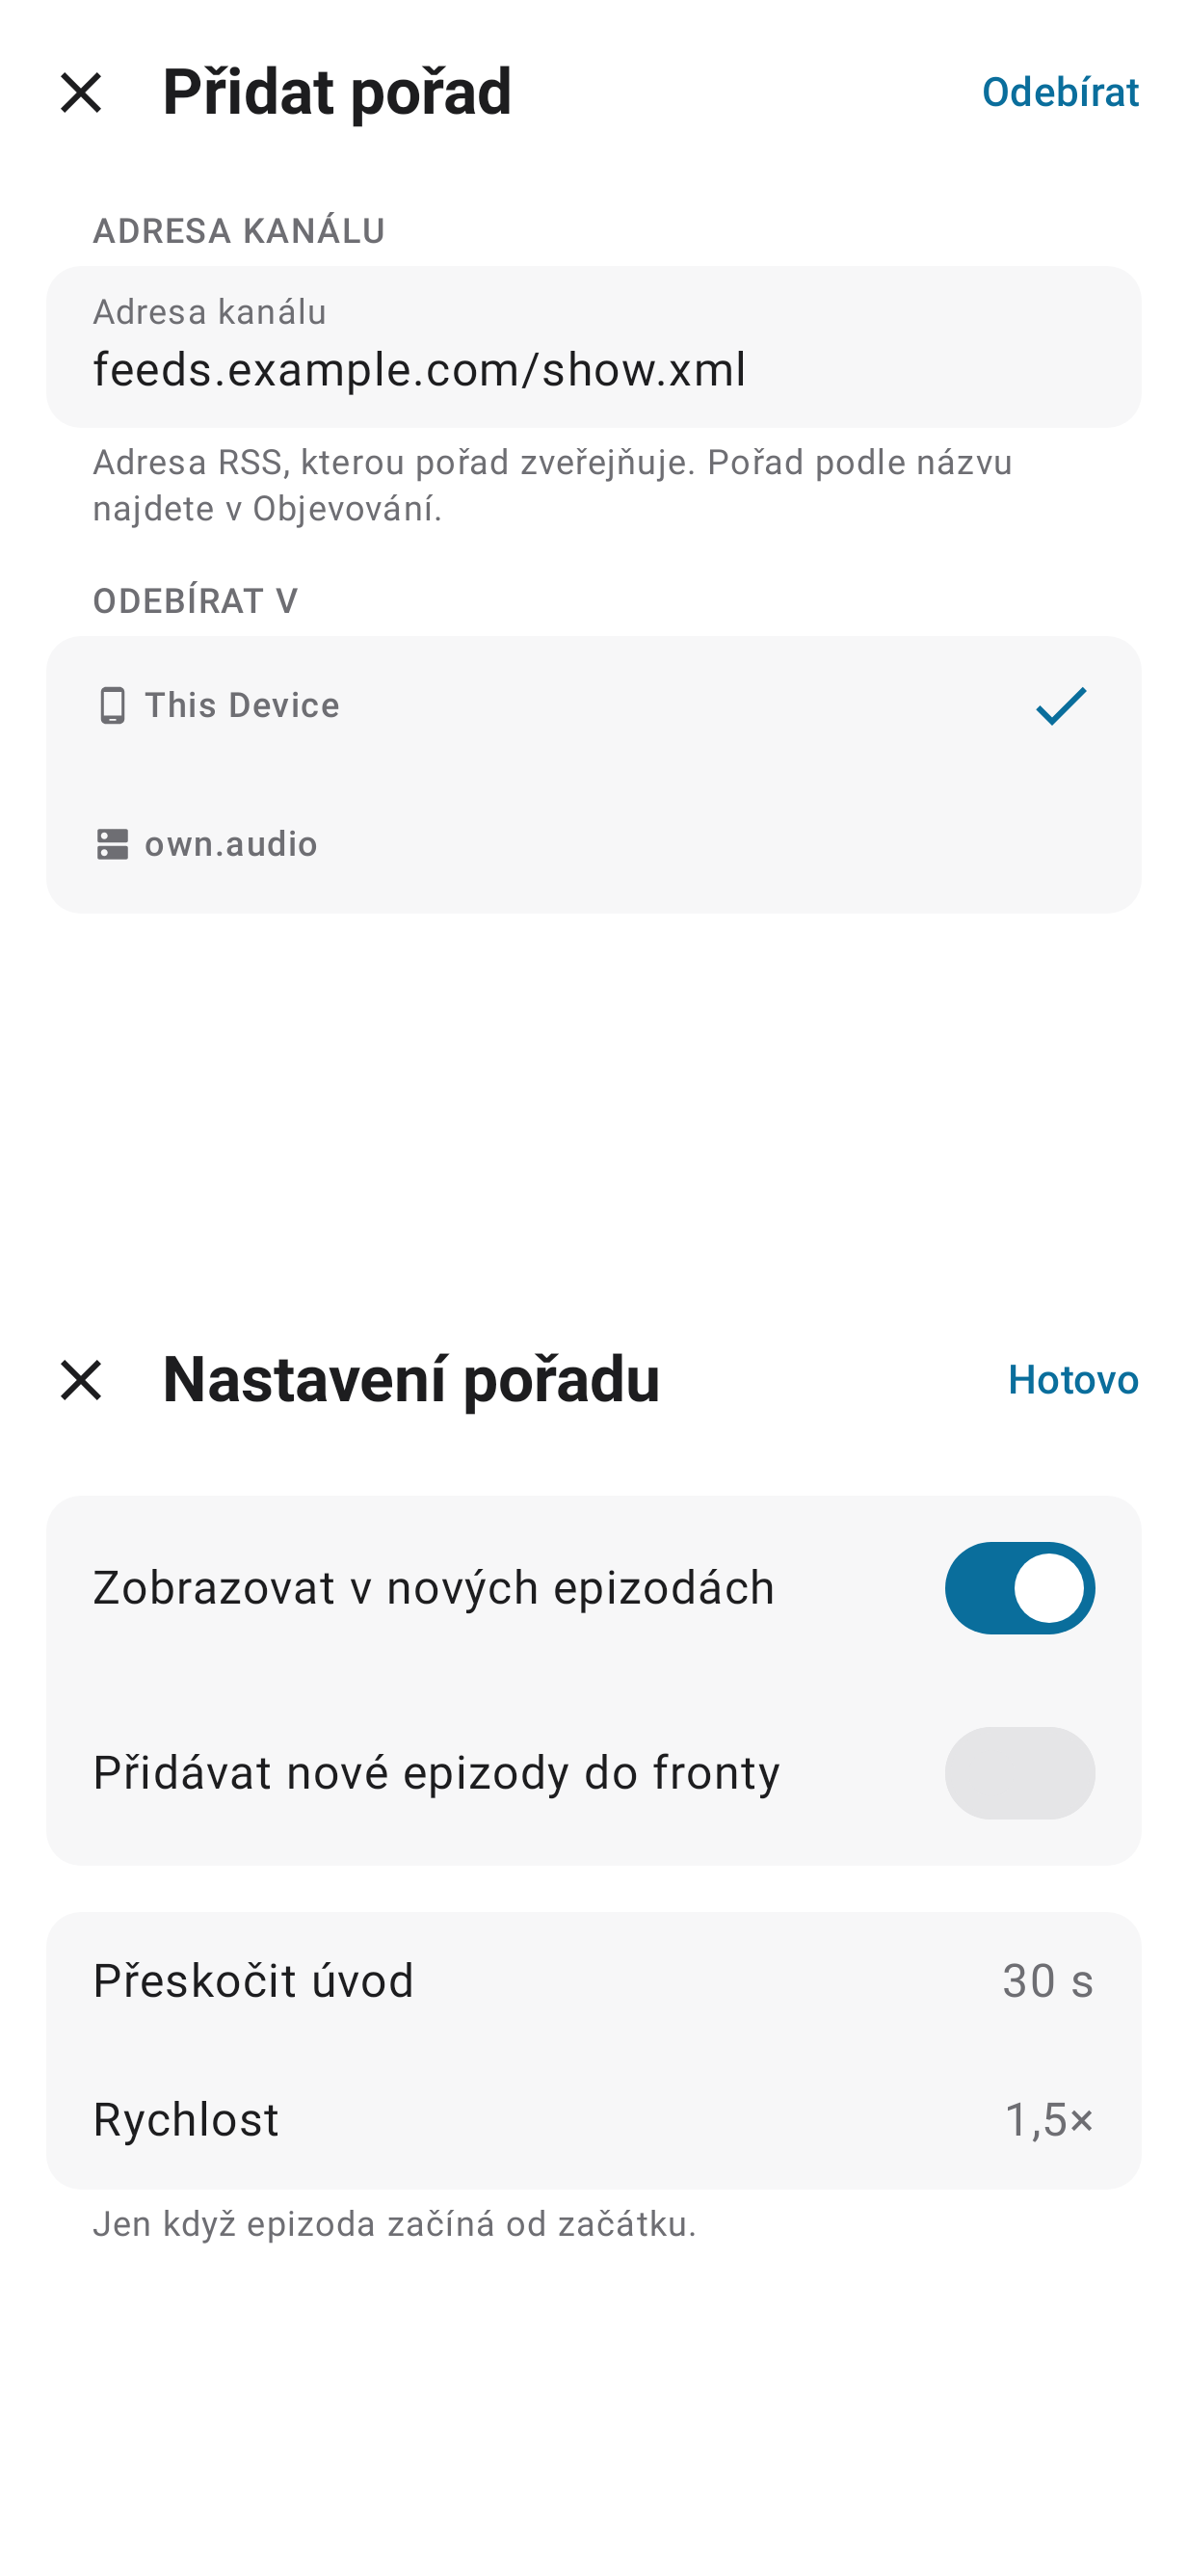 Přidat pořad
Odebírat
ADRESA KANÁLU
Adresa kanálu
feeds.example.com/show.xml
Adresa RSS, kterou pořad zveřejňuje. Pořad podle názvu
najdete v Objevování.
ODEBÍRAT V
This Device
own.audio
Nastavení pořadu
Hotovo
Zobrazovat v nových epizodách
Přidávat nové epizody do fronty
Přeskočit úvod
30 s
Rychlost
1,5×
Jen když epizoda začíná od začátku.